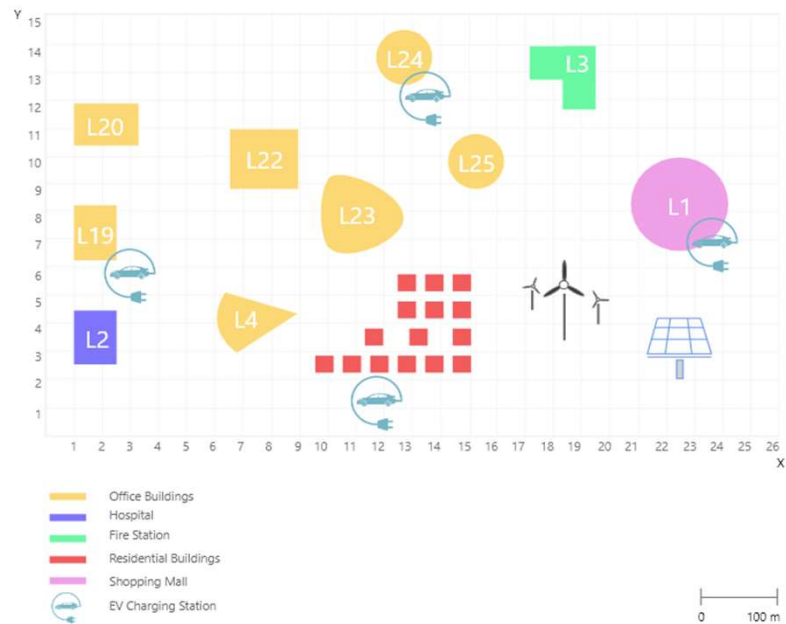 Y
15
14
13
12
11
10
9
8
7
6
5
4
3
2
1
L24
L3
L20
L22
L25
L23
L1
L19
L4
L2
1 2 3 4 5 6 7 8 9 10 11 12 13 14 15 16 17 18 19 20 21 22 23 24 25 26
X
Office Buildings
Hospital
Fire Station
Residential Buildings
Shopping Mall
EV Charging Station
0 100 m